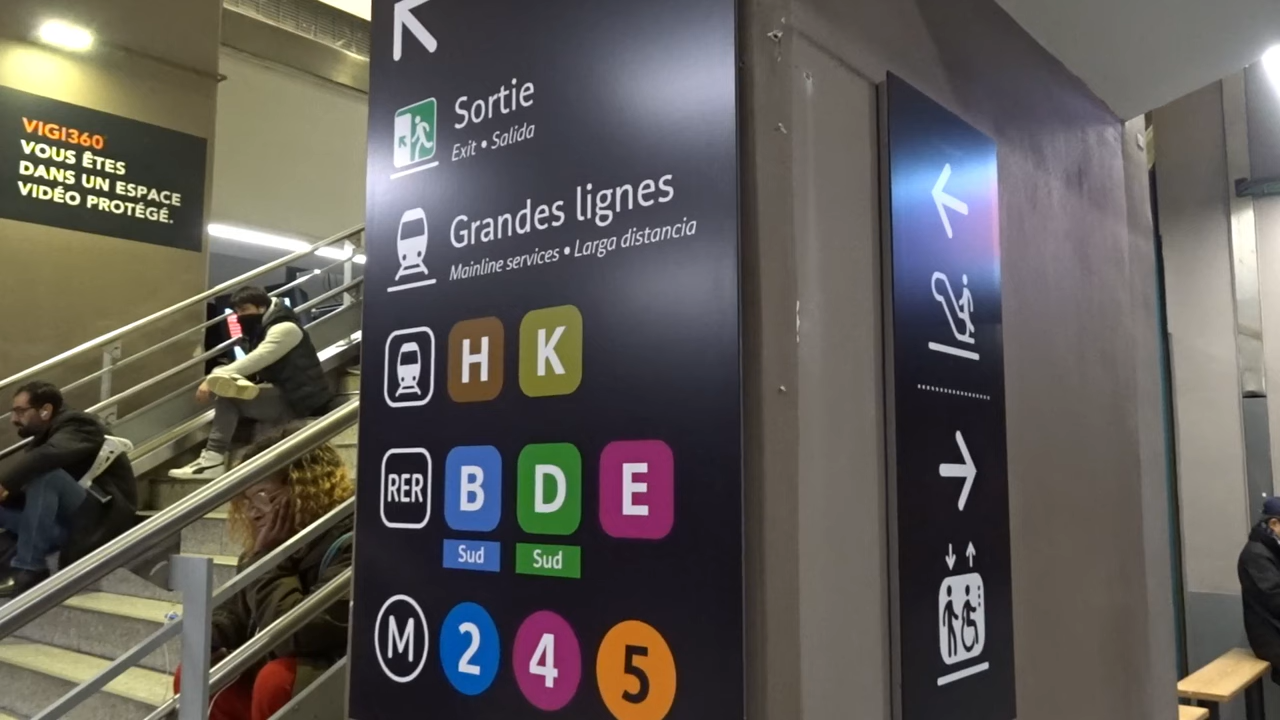 VIGI360
VOUS ÊTES
DANS UN ESPACE
VIDÉO PROTÉGÉ.
Sortie
Exit • Salida
Grandes lignes
Mainline services • Larga distancia
H K
RER B D E
Sud Sud
M 2 4 5